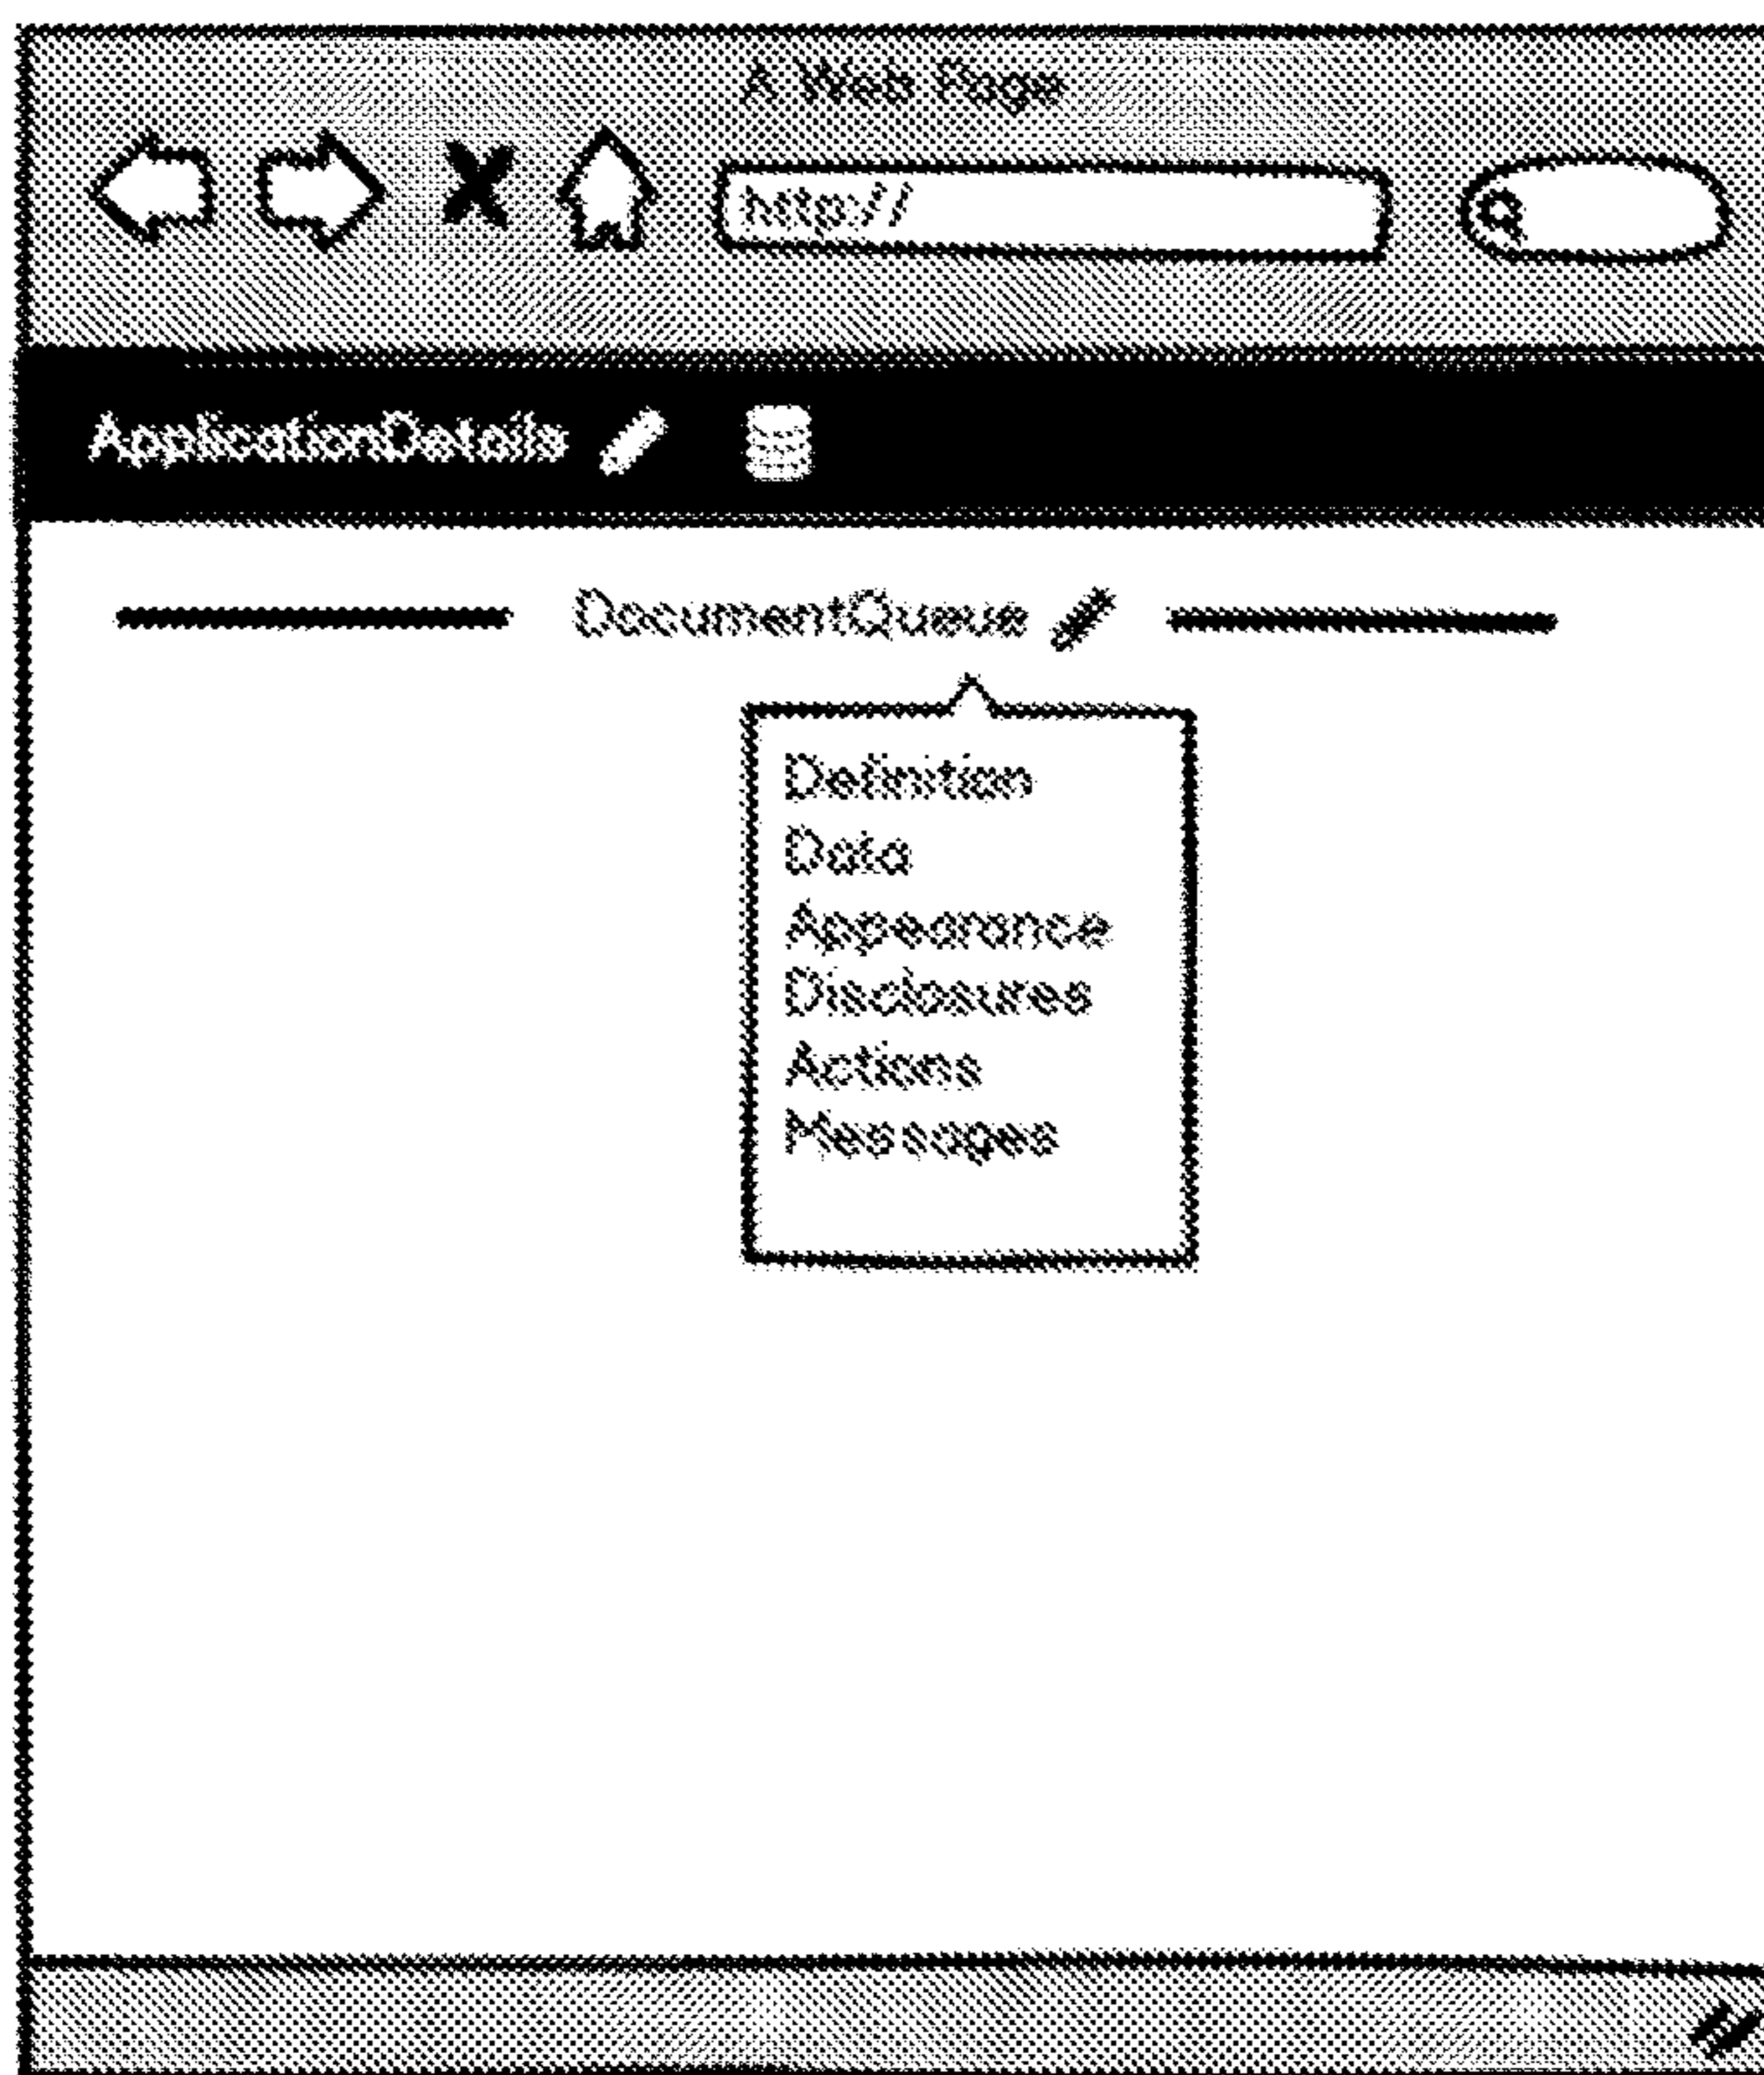 A Web Page
http://
ApplicationDetails
DocumentQueue
Definition
Data
Appearance
Disclosures
Actions
Messages